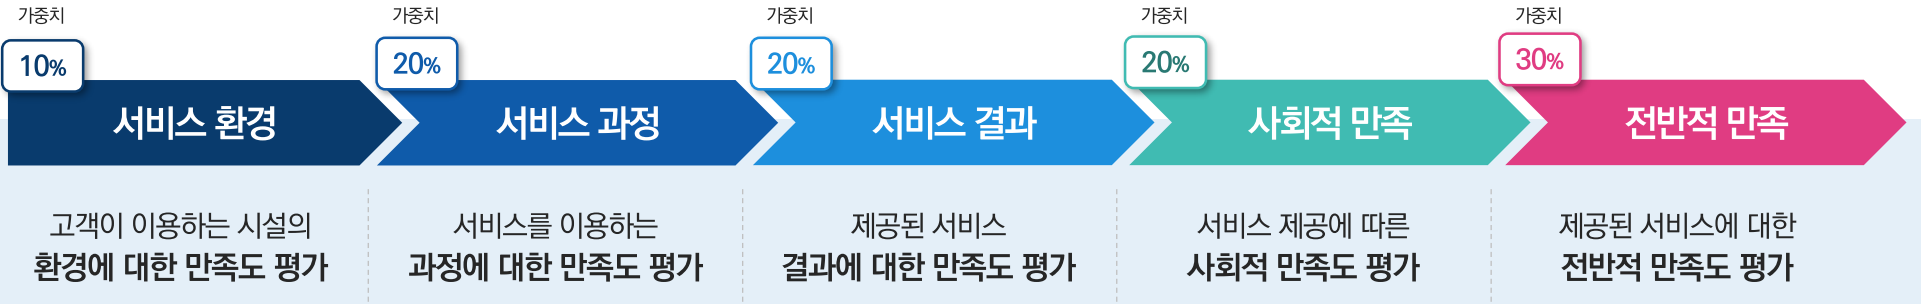 가중치
10%
서비스 환경
고객이 이용하는 시설의
환경에 대한 만족도 평가
가중치
20%
서비스 과정
서비스를 이용하는
과정에 대한 만족도 평가
가중치
20%
서비스 결과
제공된 서비스
결과에 대한 만족도 평가
가중치
20%
사회적 만족
서비스 제공에 따른
사회적 만족도 평가
가중치
30%
전반적 만족
제공된 서비스에 대한
전반적 만족도 평가